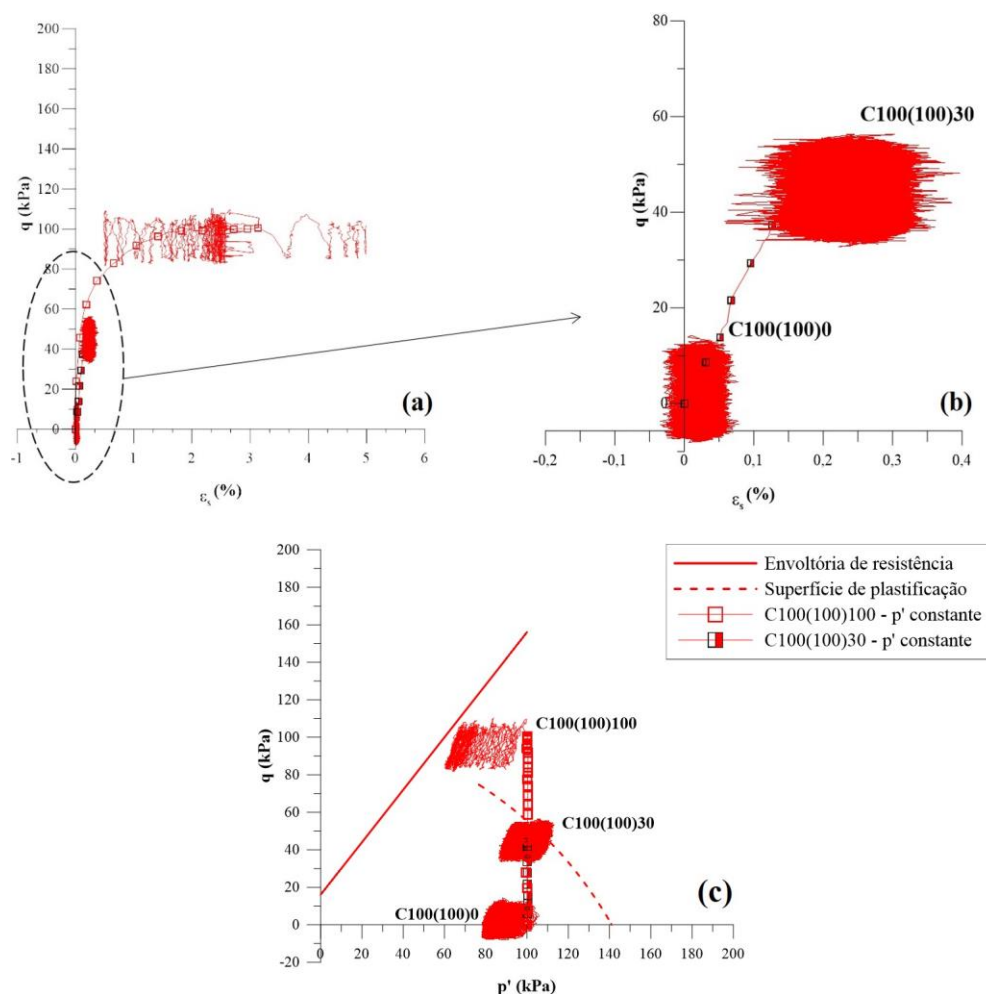 200
180
160
140
120
100
80
60
40
20
0
q (kPa)
-1
0
1
2
3
4
5
6
εs (%)
(a)
80
60
40
20
0
q (kPa)
C100(100)30
C100(100)0
-0,2
-0,1
0
0,1
0,2
0,3
0,4
εs (%)
(b)
Envoltória de resistência
Superfície de plastificação
C100(100)100 - p' constante
C100(100)30 - p' constante
200
180
160
140
120
100
80
60
40
20
0
-20
q (kPa)
C100(100)100
C100(100)30
C100(100)0
(c)
0 20 40 60 80 100 120 140 160 180 200
p' (kPa)